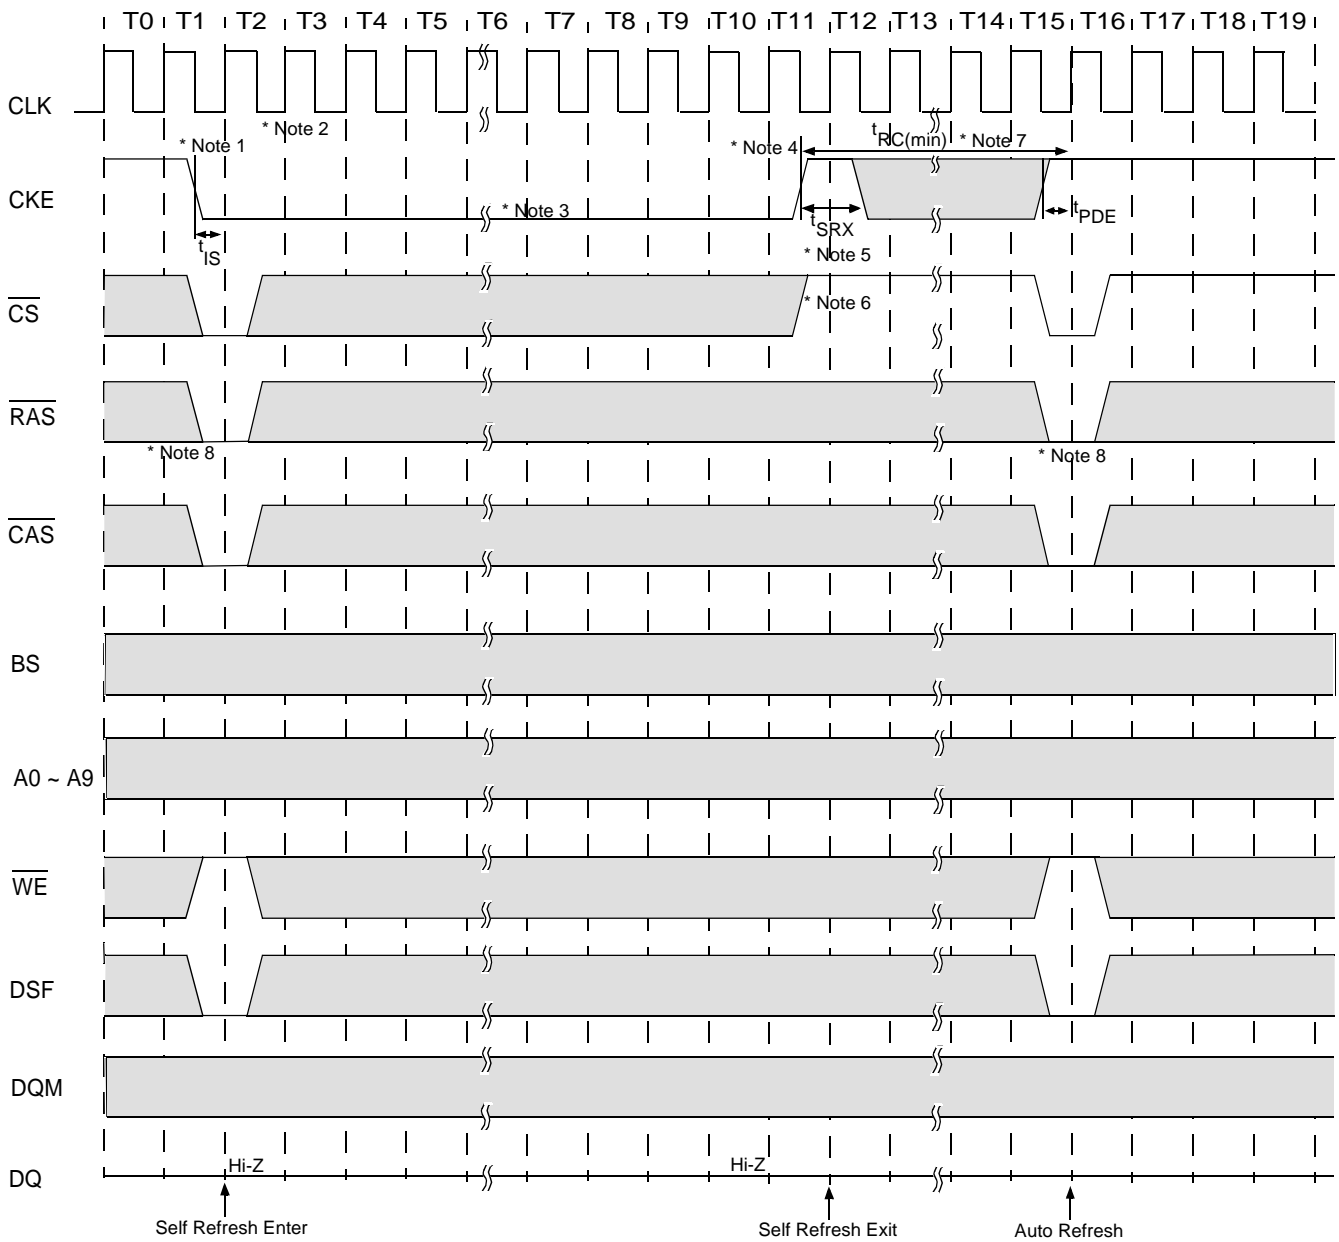 T0 T1 T2 T3 T4 T5 T6 T7 T8 T9 T10 T11 T12 T13 T14 T15 T16 T17 T18 T19
CLK
* Note 2
* Note 1
* Note 4
tRC(min)
* Note 7
CKE
* Note 3
tSRX
tPDE
tIS
* Note 5
CS
* Note 6
RAS
* Note 8
* Note 8
CAS
BS
A0 ~ A9
WE
DSF
DQM
Hi-Z
Hi-Z
DQ
Self Refresh Enter
Self Refresh Exit
Auto Refresh